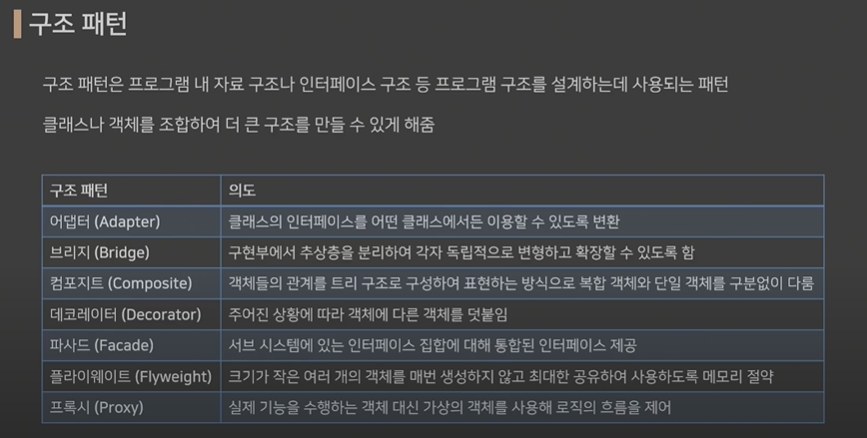 구조 패턴
구조 패턴은 프로그램 내 자료 구조나 인터페이스 구조 등 프로그램 구조를 설계하는데 사용되는 패턴
클래스나 객체를 조합하여 더 큰 구조를 만들 수 있게 해줌
구조 패턴 의도
어댑터 (Adapter) 클래스의 인터페이스를 어떤 클래스에서든 이용할 수 있도록 변환
브리지 (Bridge) 구현부에서 추상층을 분리하여 각자 독립적으로 변형하고 확장할 수 있도록 함
컴포지트 (Composite) 객체들의 관계를 트리 구조로 구성하여 표현하는 방식으로 복합 객체와 단일 객체를 구분없이 다룸
데코레이터 (Decorator) 주어진 상황에 따라 객체에 다른 객체를 덧붙임
파사드 (Facade) 서브 시스템에 있는 인터페이스 집합에 대해 통합된 인터페이스 제공
플라이웨이트 (Flyweight) 크기가 작은 여러 개의 객체를 매번 생성하지 않고 최대한 공유하여 사용하도록 메모리 절약
프록시 (Proxy) 실제 기능을 수행하는 객체 대신 가상의 객체를 사용해 로직의 흐름을 제어